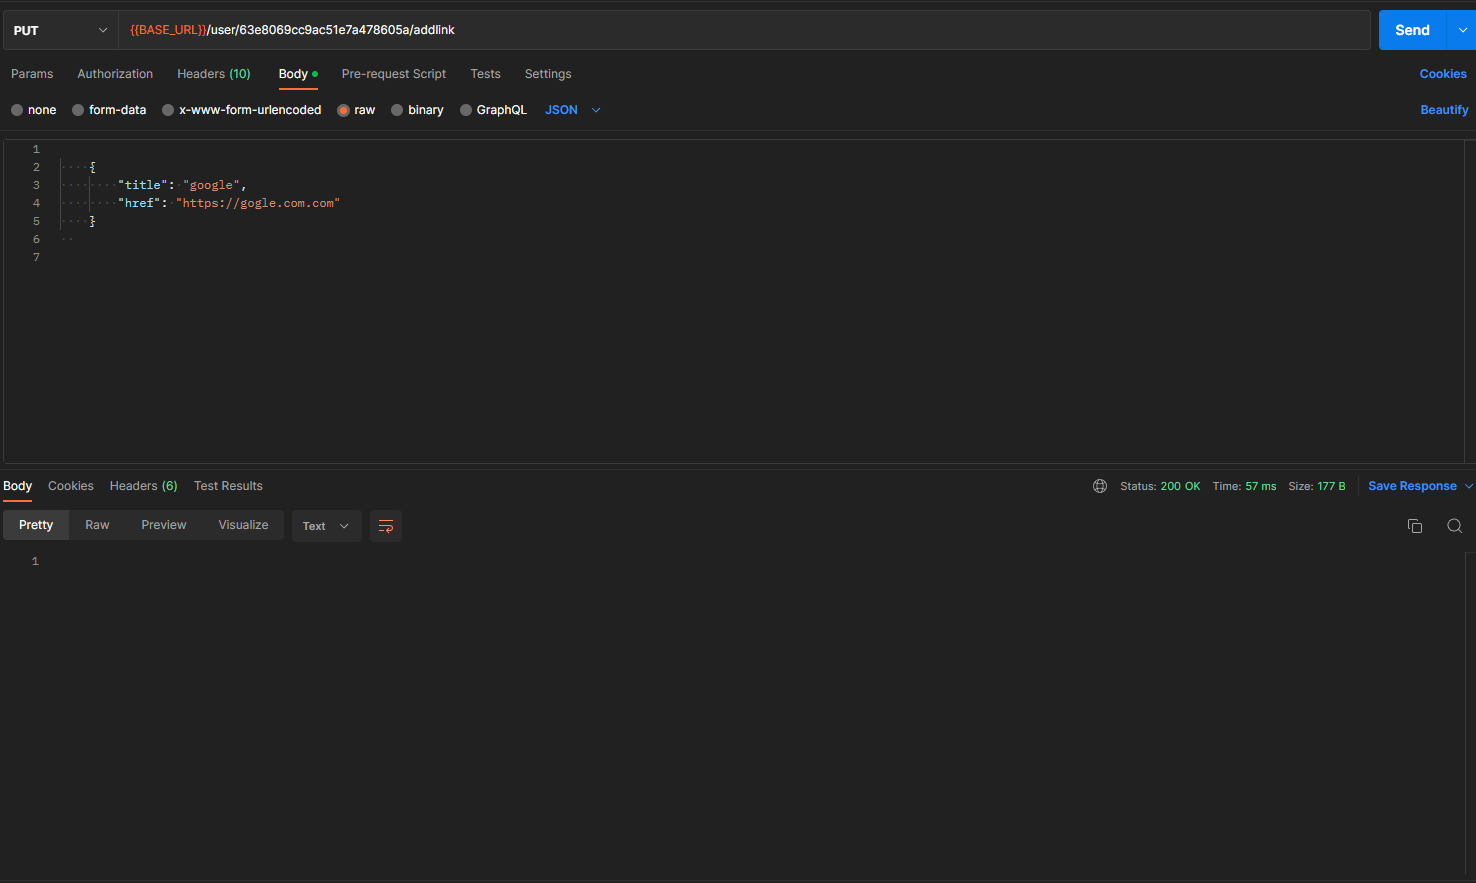 PUT {{BASE_URL}}/user/63e8069cc9ac51e7a478605a/addlink Send
Params Authorization Headers (10) Body Pre-request Script Tests Settings Cookies
none form-data x-www-form-urlencoded raw binary GraphQL JSON Beautify
1
2 {
3 "title": "google",
4 "href": "https://gogle.com.com"
5 }
6
7
Body Cookies Headers (6) Test Results Status: 200 OK Time: 57 ms Size: 177 B Save Response
Pretty Raw Preview Visualize Text
1